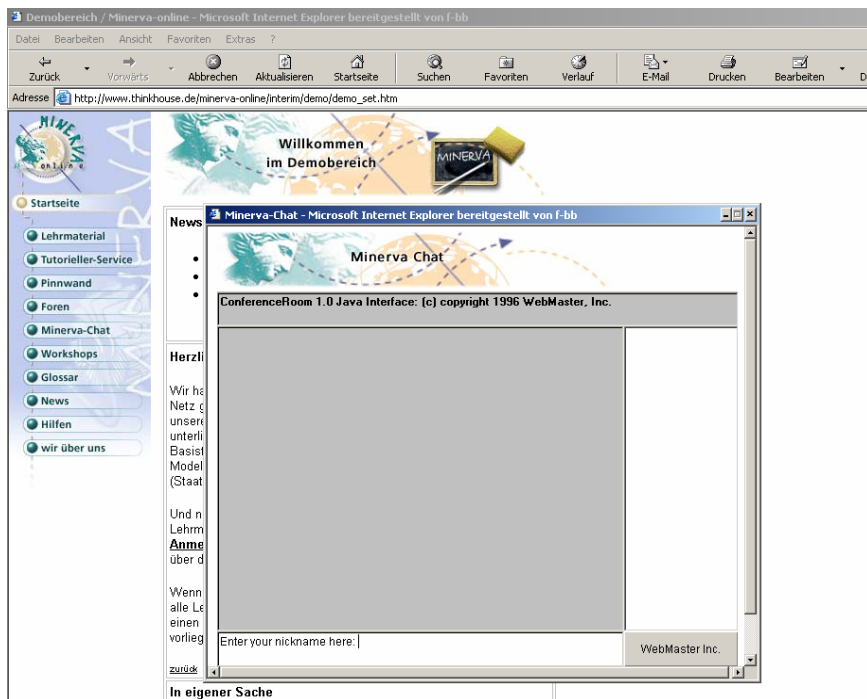 Demobereich / Minerva-online - Microsoft Internet Explorer bereitgestellt von f-bb
Datei Bearbeiten Ansicht Favoriten Extras ?
Zurück Vorwärts Abbrechen Aktualisieren Startseite Suchen Favoriten Verlauf E-Mail Drucken Bearbeiten D
Adresse http://www.thinkhouse.de/minerva-online/interim/demo/demo_set.htm
MINERVA
online
Startseite
Lehrmaterial
Tutorieller-Service
Pinnwand
Foren
Minerva-Chat
Workshops
Glossar
News
Hilfen
wir über uns
MINERVA
Willkommen
im Demobereich
MINERVA
News
Herzli
Wir ha
Netz g
unsere
unterli
Basist
Model
(Staat
Und n
Lehrm
Anme
über d
Wenn
alle Le
einen
vorlieg
zurück
In eigener Sache
Minerva-Chat - Microsoft Internet Explorer bereitgestellt von f-bb
Minerva Chat
ConferenceRoom 1.0 Java Interface: (c) copyright 1996 WebMaster, Inc.
Enter your nickname here:
WebMaster Inc.